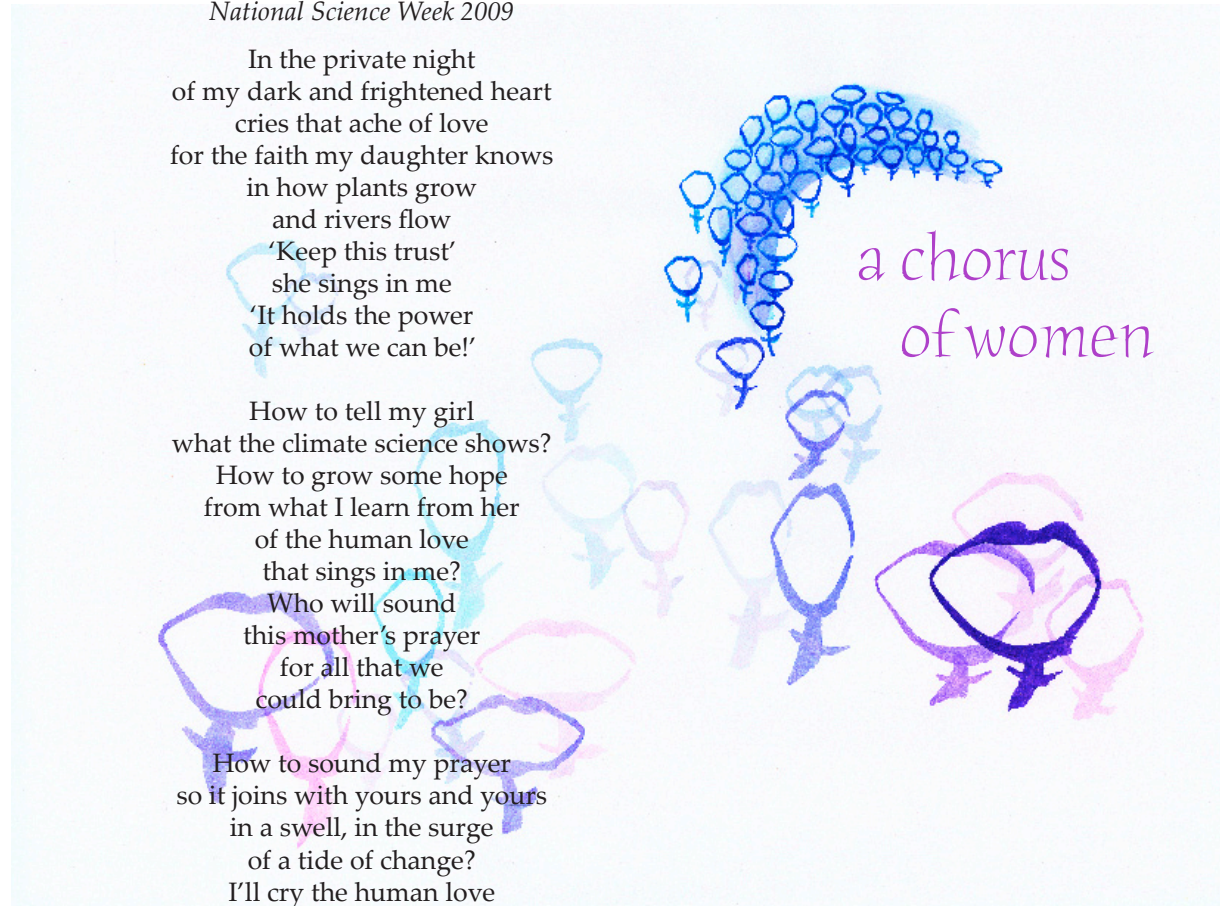 National Science Week 2009
In the private night
of my dark and frightened heart
cries that ache of love
for the faith my daughter knows
in how plants grow
and rivers flow
‘Keep this trust’
she sings in me
‘It holds the power
of what we can be!’
How to tell my girl
what the climate science shows?
How to grow some hope
from what I learn from her
of the human love
that sings in me?
Who will sound
this mother’s prayer
for all that we
could bring to be?
How to sound my prayer
so it joins with yours and yours
in a swell, in the surge
of a tide of change?
I’ll cry the human love
a chorus
of women